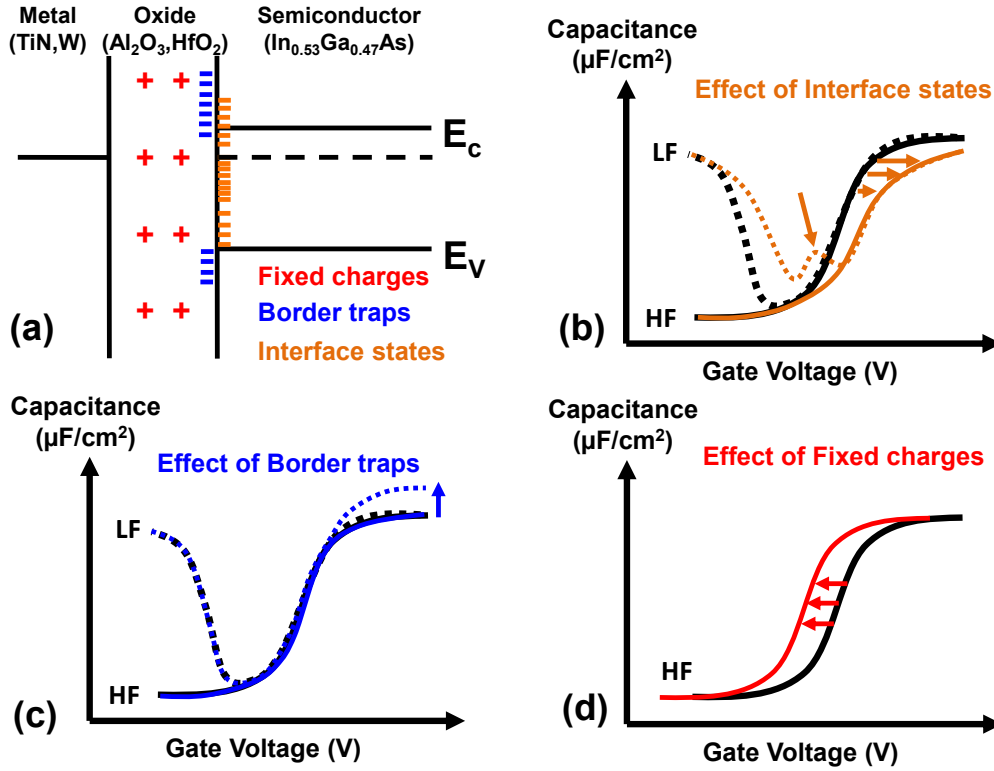 Metal
(TiN,W)
Oxide
(Al₂O₃,HfO₂)
Semiconductor
(In₀.₅₃Ga₀.₄₇As)
+ +
+ +
+ +
+ +
E_c
E_V
Fixed charges
Border traps
Interface states
(a)
Capacitance
(µF/cm²)
Effect of Interface states
LF
HF
(b)
Gate Voltage (V)
Capacitance
(µF/cm²)
Effect of Border traps
LF
HF
(c)
Gate Voltage (V)
Capacitance
(µF/cm²)
Effect of Fixed charges
HF
(d)
Gate Voltage (V)